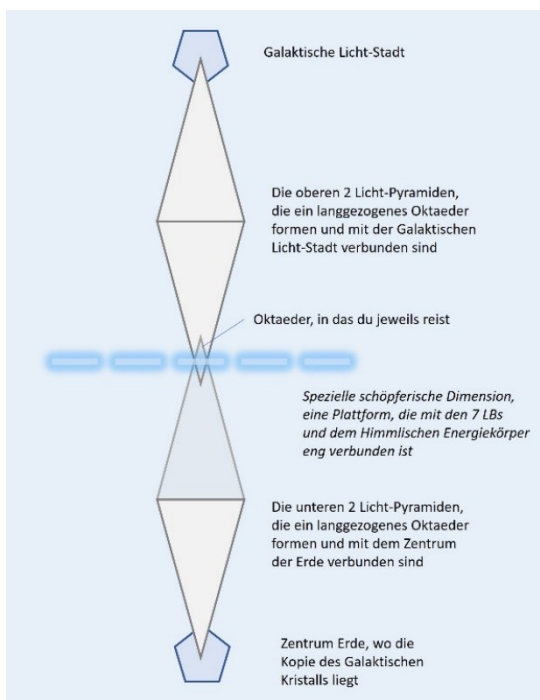 Galaktische Licht-Stadt
Die oberen 2 Licht-Pyramiden,
die ein langgezogenes Oktaeder
formen und mit der Galaktischen
Licht-Stadt verbunden sind
Oktaeder, in das du jeweils reist
Spezielle schöpferische Dimension,
eine Plattform, die mit den 7 LBs
und dem Himmlischen Energiekörper
eng verbunden ist
Die unteren 2 Licht-Pyramiden,
die ein langgezogenes Oktaeder
formen und mit dem Zentrum
der Erde verbunden sind
Zentrum Erde, wo die
Kopie des Galaktischen
Kristalls liegt